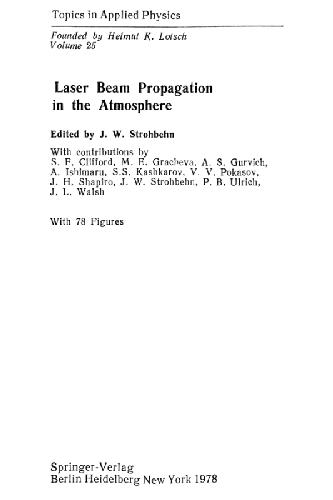 Topics in Applied Physics
Founded by Helmut K. Lotsch
Volume 25
Laser Beam Propagation
in the Atmosphere
Edited by J. W. Strohbehn
With contributions by
S. F. Clifford, M. E. Gracheva, A. S. Gurvich,
A. Ishimaru, S.S. Kashkarov, V. V. Pokasov,
J. H. Shapiro, J. W. Strohbehn, P. B. Ulrich,
J. L. Walsh
With 78 Figures
Springer-Verlag
Berlin Heidelberg New York 1978